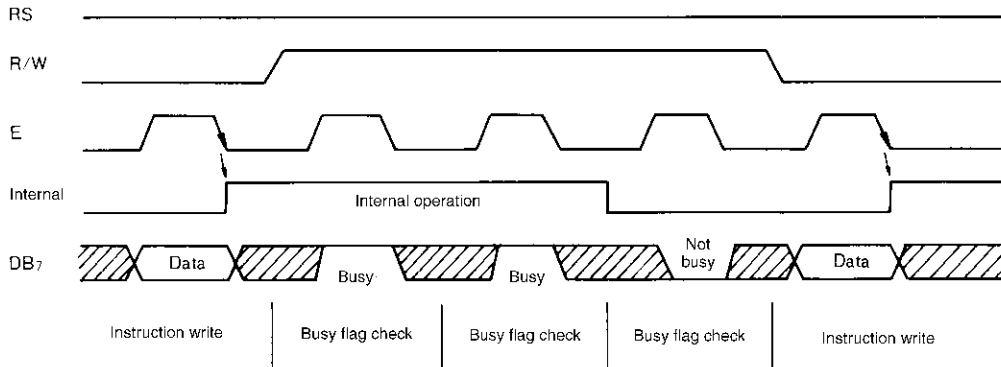 RS
R/W
E
Internal
Internal operation
DB7
Data
Busy
Busy
Not
busy
Data
Instruction write
Busy flag check
Busy flag check
Busy flag check
Instruction write